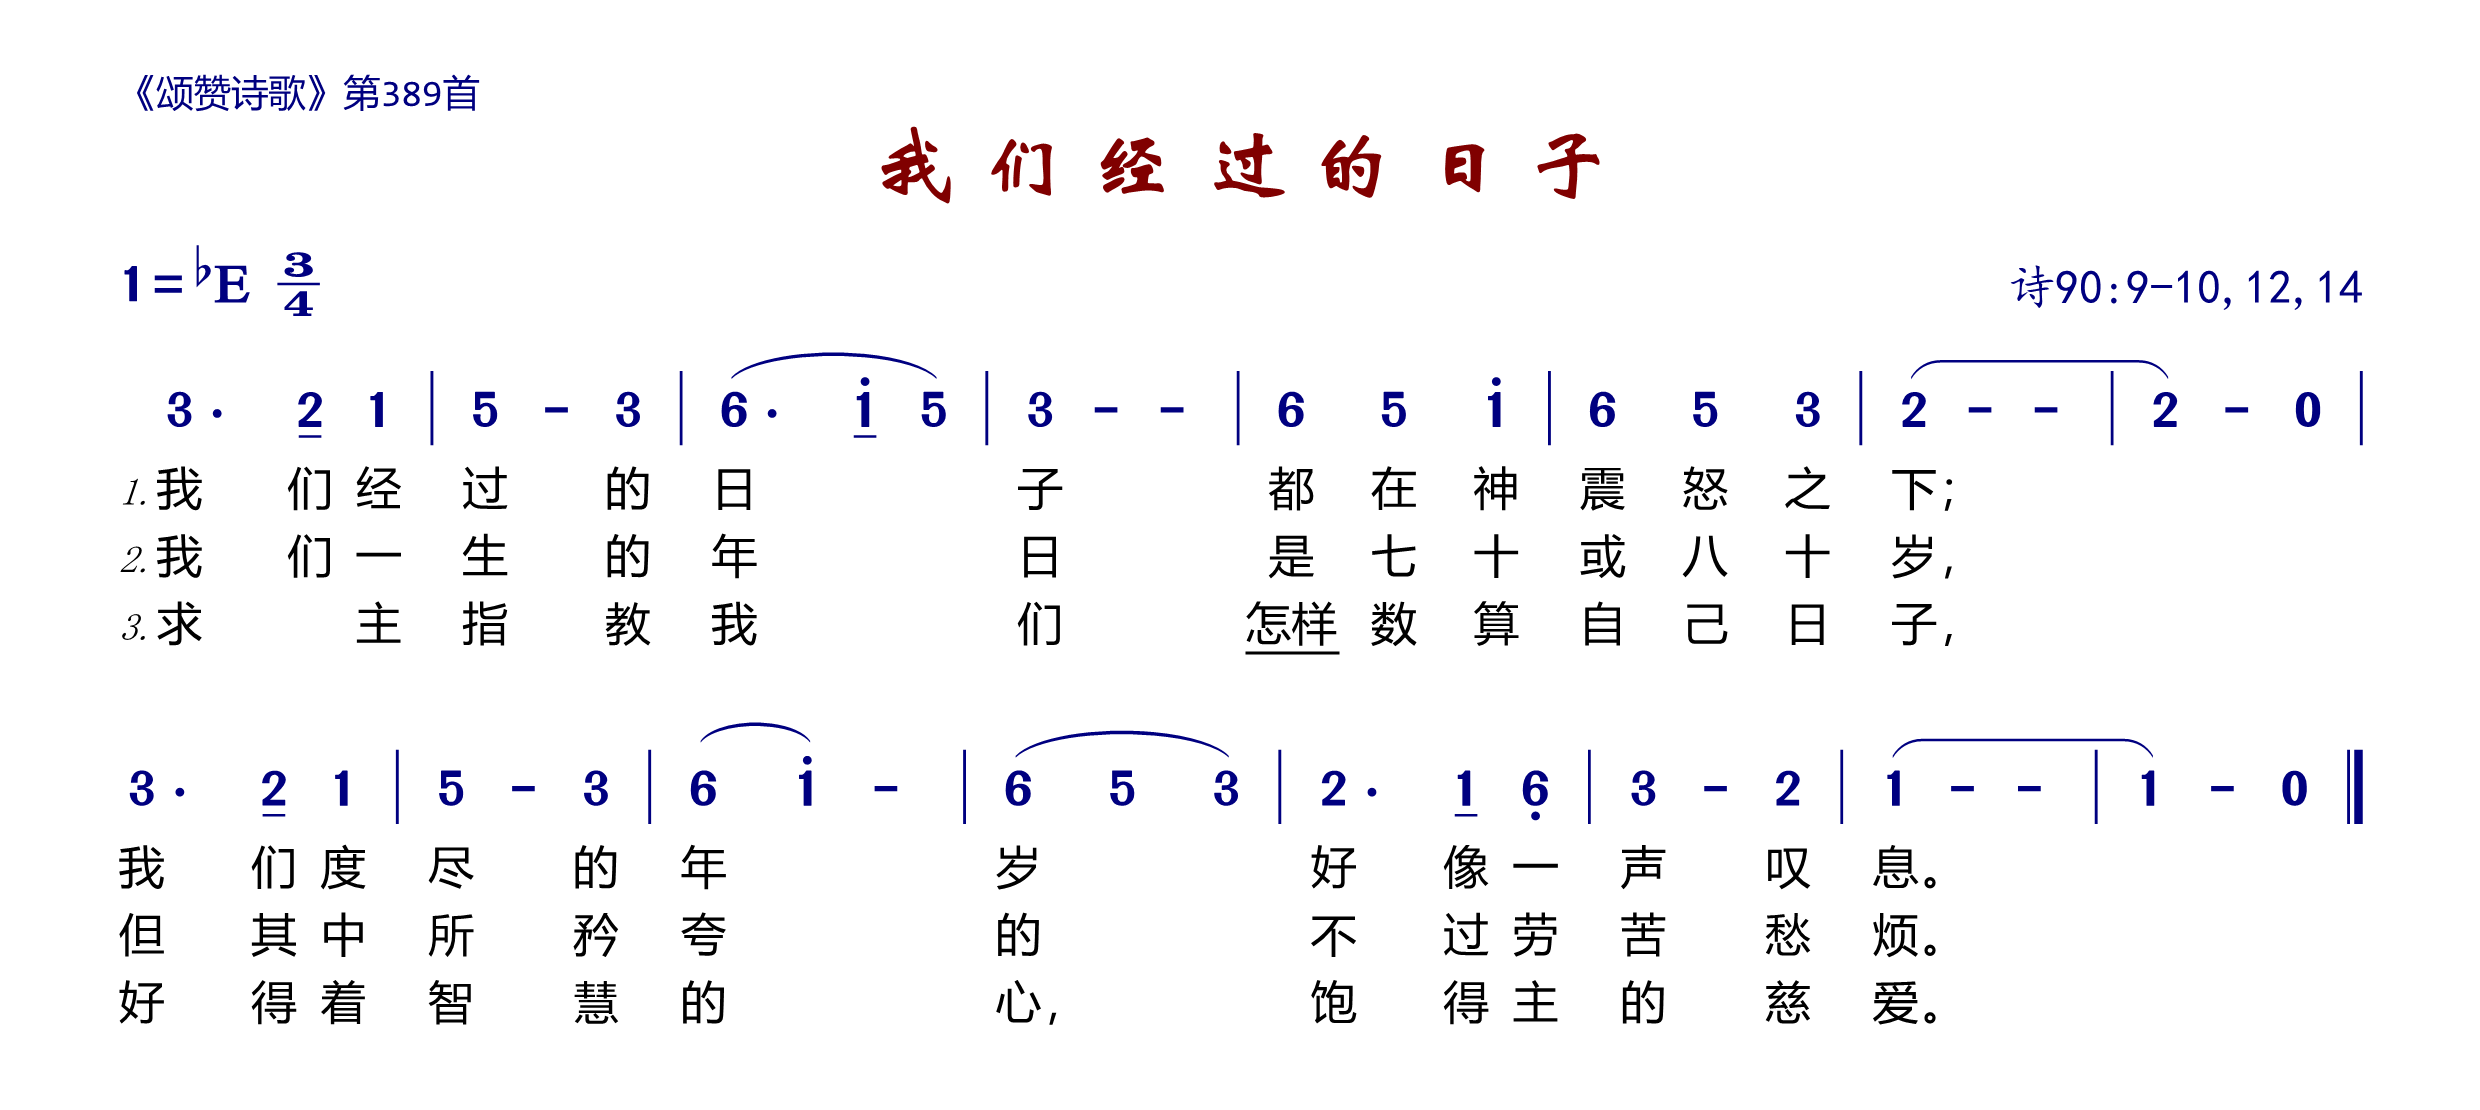 《颂赞诗歌》第389首
我们经过的日子
1=♭E 3/4
诗90:9-10,12,14
3· 2 1 | 5 - 3 | 6· i 5 | 3 - - | 6 5 i | 6 5 3 | 2 - - | 2 - 0 |
1.我们经过的日子都在神震怒之下;
2.我们一生的年日是七十或八十岁,
3.求主指教我们怎样数算自己日子,
3· 2 1 | 5 - 3 | 6 i - | 6 5 3 | 2· 1 6̣ | 3 - 2 | 1 - - | 1 - 0 ‖
我们度尽的年岁好像一声叹息。
但其中所矜夸的不过劳苦愁烦。
好得着智慧的心,饱得主的慈爱。